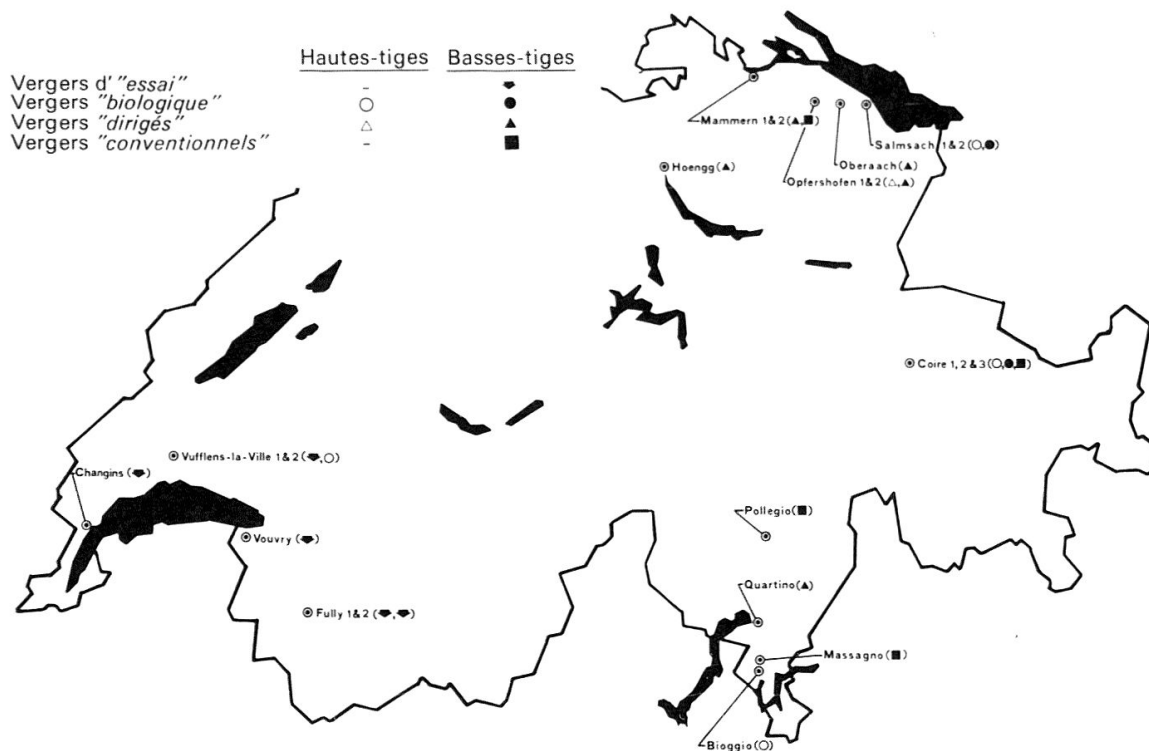 Hautes-tiges Basses-tiges
Vergers d' "essai" –
Vergers "biologique" ○ ●
Vergers "dirigés" △ ▲
Vergers "conventionnels" – ■
Mammern 1&2(▲,■)
Salmsach 1&2(○,●)
Hoengg(▲)
Oberaach(▲)
Opfershofen 1&2(△,▲)
Coire 1,2&3(○,●,■)
Vufflens-la-Ville 1&2(,○)
Changins()
Pollegio(■)
Vouvry()
Quartino(▲)
Fully 1&2(,)
Massagno(■)
Bioggio(○)